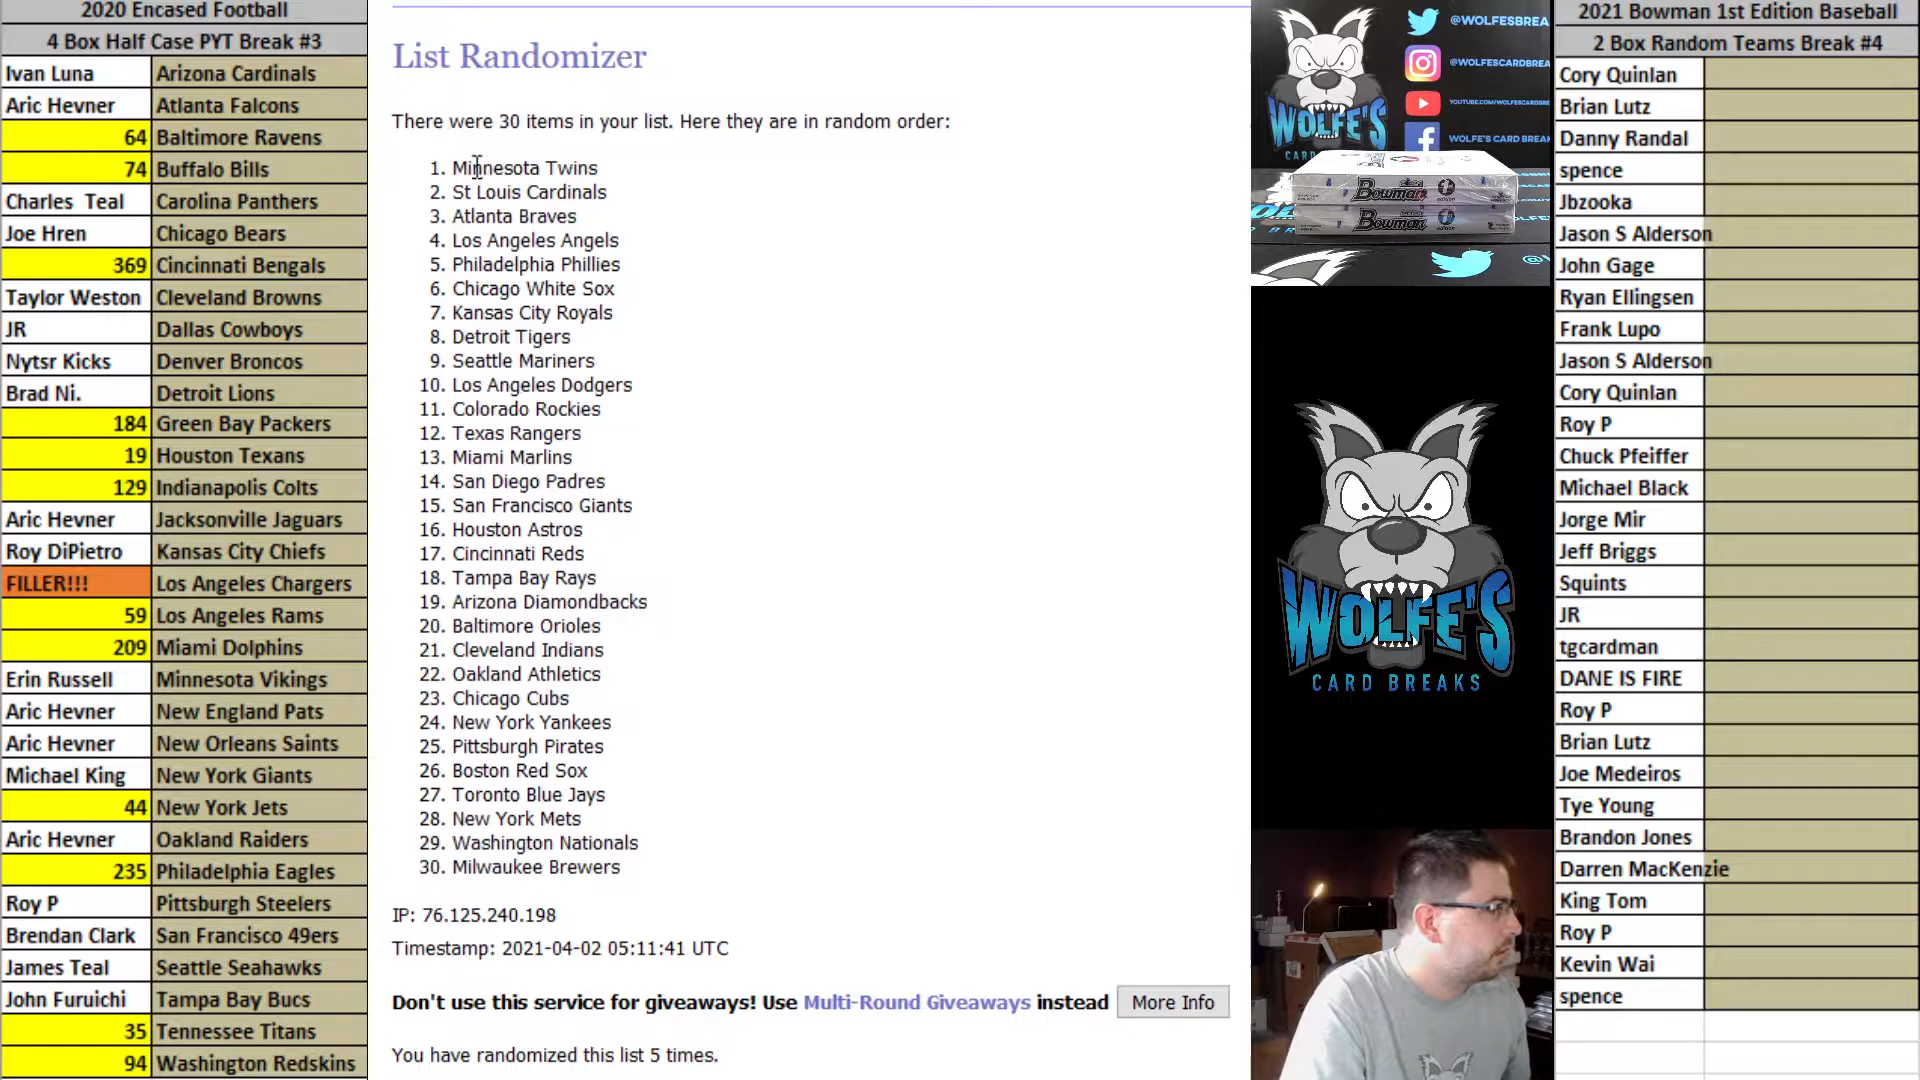 2020 Encased Football
4 Box Half Case PYT Break #3
Ivan Luna Arizona Cardinals
Aric Hevner Atlanta Falcons
64 Baltimore Ravens
74 Buffalo Bills
Charles Teal Carolina Panthers
Joe Hren Chicago Bears
369 Cincinnati Bengals
Taylor Weston Cleveland Browns
JR Dallas Cowboys
Nytsr Kicks Denver Broncos
Brad Ni. Detroit Lions
184 Green Bay Packers
19 Houston Texans
129 Indianapolis Colts
Aric Hevner Jacksonville Jaguars
Roy DiPietro Kansas City Chiefs
FILLER!!! Los Angeles Chargers
59 Los Angeles Rams
209 Miami Dolphins
Erin Russell Minnesota Vikings
Aric Hevner New England Pats
Aric Hevner New Orleans Saints
Michael King New York Giants
44 New York Jets
Aric Hevner Oakland Raiders
235 Philadelphia Eagles
Roy P Pittsburgh Steelers
Brendan Clark San Francisco 49ers
James Teal Seattle Seahawks
John Furuichi Tampa Bay Bucs
35 Tennessee Titans
94 Washington Redskins
List Randomizer
There were 30 items in your list. Here they are in random order:
1. Minnesota Twins
2. St Louis Cardinals
3. Atlanta Braves
4. Los Angeles Angels
5. Philadelphia Phillies
6. Chicago White Sox
7. Kansas City Royals
8. Detroit Tigers
9. Seattle Mariners
10. Los Angeles Dodgers
11. Colorado Rockies
12. Texas Rangers
13. Miami Marlins
14. San Diego Padres
15. San Francisco Giants
16. Houston Astros
17. Cincinnati Reds
18. Tampa Bay Rays
19. Arizona Diamondbacks
20. Baltimore Orioles
21. Cleveland Indians
22. Oakland Athletics
23. Chicago Cubs
24. New York Yankees
25. Pittsburgh Pirates
26. Boston Red Sox
27. Toronto Blue Jays
28. New York Mets
29. Washington Nationals
30. Milwaukee Brewers
IP: 76.125.240.198
Timestamp: 2021-04-02 05:11:41 UTC
Don't use this service for giveaways! Use Multi-Round Giveaways instead More Info
You have randomized this list 5 times.
@WOLFESBREA
@WOLFESCARDBREA
YOUTUBE.COM/WOLFESCARDBRE
WOLFE'S CARD BREAK
WOLFE'S
CARD
Bowman 1st edition
Bowman 1st edition
WOLFE'S
CARD BREAKS
2021 Bowman 1st Edition Baseball
2 Box Random Teams Break #4
Cory Quinlan
Brian Lutz
Danny Randal
spence
Jbzooka
Jason S Alderson
John Gage
Ryan Ellingsen
Frank Lupo
Jason S Alderson
Cory Quinlan
Roy P
Chuck Pfeiffer
Michael Black
Jorge Mir
Jeff Briggs
Squints
JR
tgcardman
DANE IS FIRE
Roy P
Brian Lutz
Joe Medeiros
Tye Young
Brandon Jones
Darren MacKenzie
King Tom
Roy P
Kevin Wai
spence